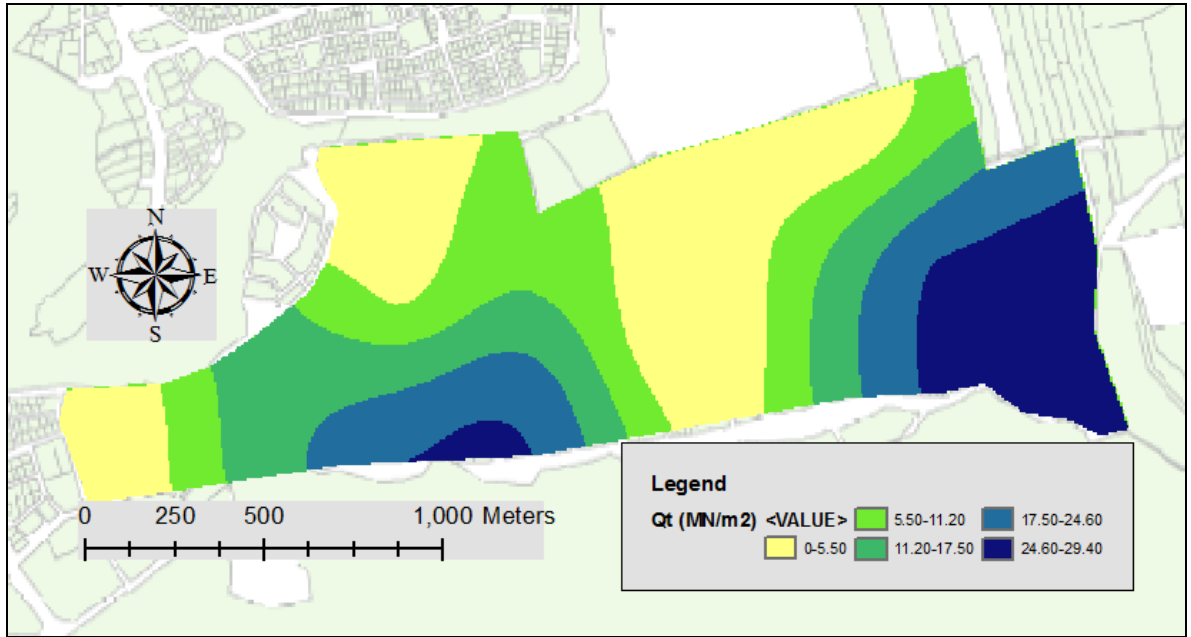 N
W E
S
0 250 500 1,000 Meters
Legend
Qt (MN/m2) <VALUE> 5.50-11.20 17.50-24.60
0-5.50 11.20-17.50 24.60-29.40